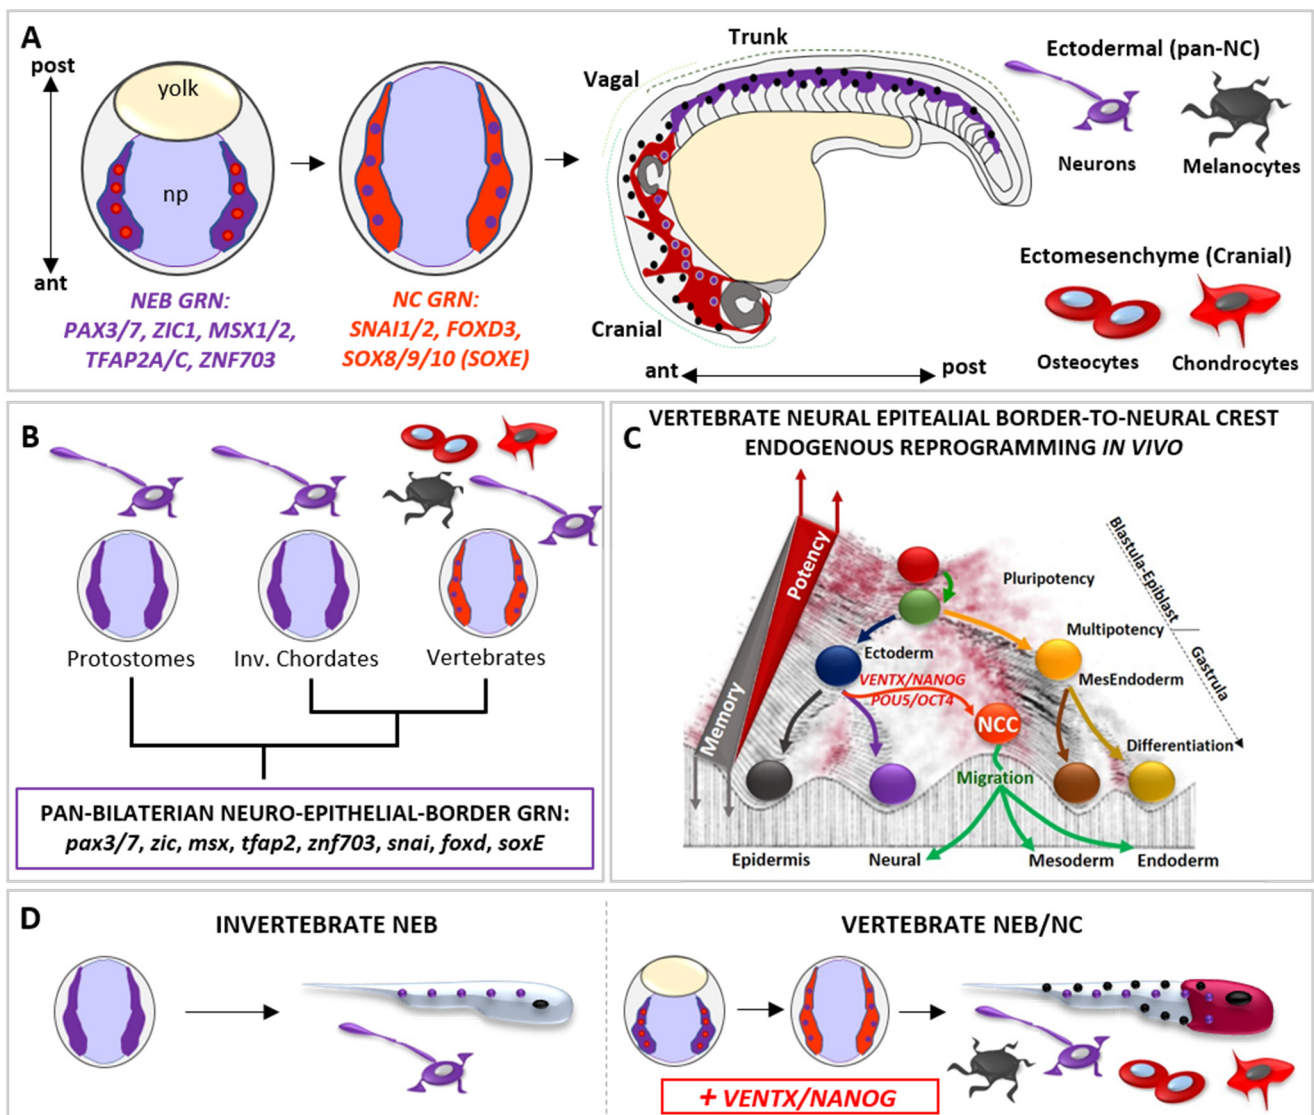 A
post
ant
yolk
np
NEB GRN:
PAX3/7, ZIC1, MSX1/2,
TFAP2A/C, ZNF703
NC GRN:
SNAI1/2, FOXD3,
SOX8/9/10 (SOXE)
Trunk
Vagal
Cranial
ant
post
Ectodermal (pan-NC)
Neurons
Melanocytes
Ectomesenchyme (Cranial)
Osteocytes
Chondrocytes
B
Protostomes
Inv. Chordates
Vertebrates
PAN-BILATERIAN NEURO-EPITHELIAL-BORDER GRN:
pax3/7, zic, msx, tfap2, znf703, snai, foxd, soxE
C
VERTEBRATE NEURAL EPITEALIAL BORDER-TO-NEURAL CREST
ENDOGENOUS REPROGRAMMING IN VIVO
Memory
Potency
Pluripotency
Blastula-Epiblast
Multipotency
Gastrula
Ectoderm
MesEndoderm
VENTX/NANOG
POU5/OCT4
NCC
Differentiation
Migration
Epidermis
Neural
Mesoderm
Endoderm
D
INVERTEBRATE NEB
VERTEBRATE NEB/NC
+ VENTX/NANOG